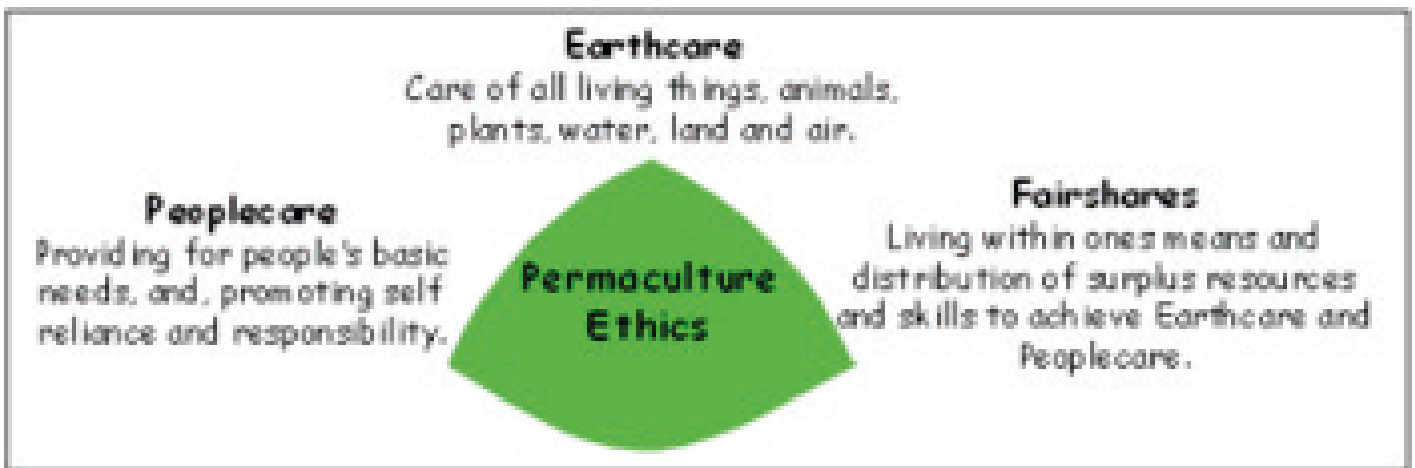 Earthcare
Care of all living things, animals,
plants, water, land and air.
Peoplecare
Providing for people's basic
needs, and, promoting self
reliance and responsibility.
Permaculture
Ethics
Fairshares
Living within ones means and
distribution of surplus resources
and skills to achieve Earthcare and
Peoplecare.